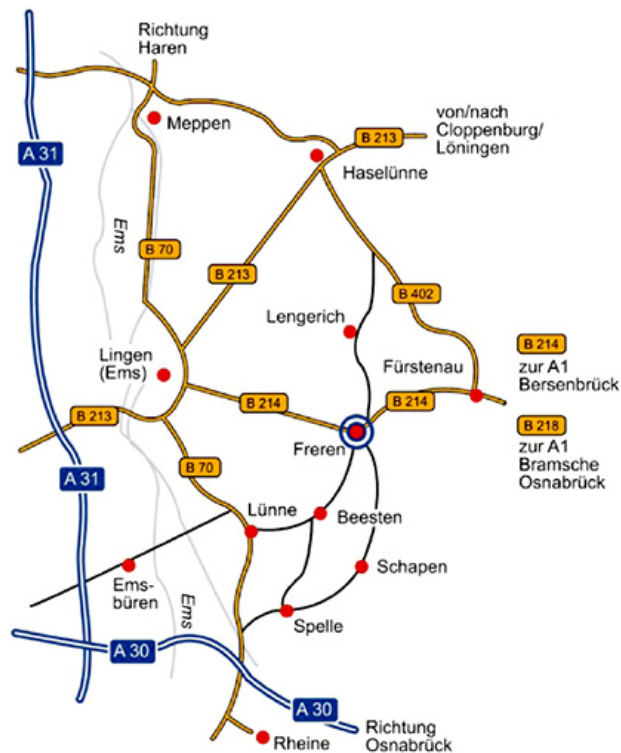 Richtung
Haren
Meppen
B 213
von/nach
Cloppenburg/
Löningen
A 31
Haselünne
Ems
B 70
B 213
B 402
Lengerich
Lingen
(Ems)
Fürstenau
B 214
zur A1
Bersenbrück
B 213
B 214
B 214
B 218
zur A1
Bramsche
Osnabrück
Freren
A 31
B 70
Lünne
Beesten
Ems-
büren
Schapen
Ems
Spelle
A 30
A 30
Richtung
Osnabrück
Rheine